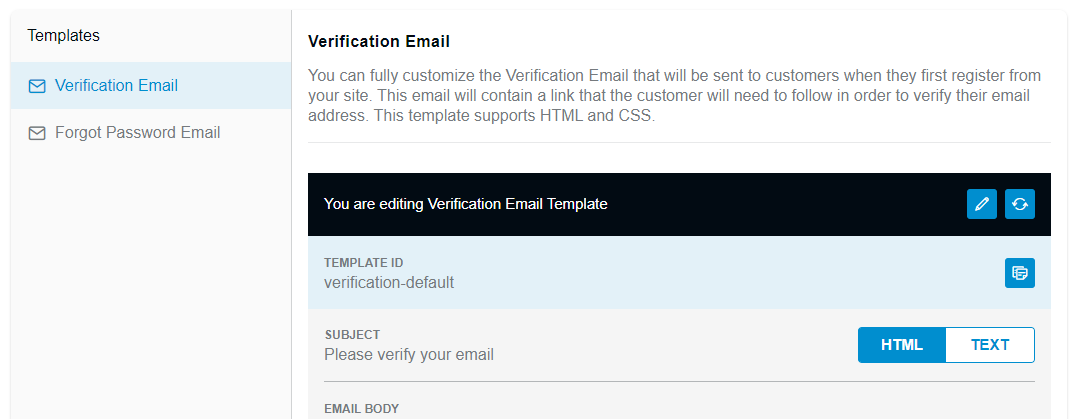 Templates
Verification Email
Forgot Password Email
Verification Email
You can fully customize the Verification Email that will be sent to customers when they first register from
your site. This email will contain a link that the customer will need to follow in order to verify their email
address. This template supports HTML and CSS.
You are editing Verification Email Template
TEMPLATE ID
verification-default
SUBJECT
Please verify your email
HTML TEXT
EMAIL BODY